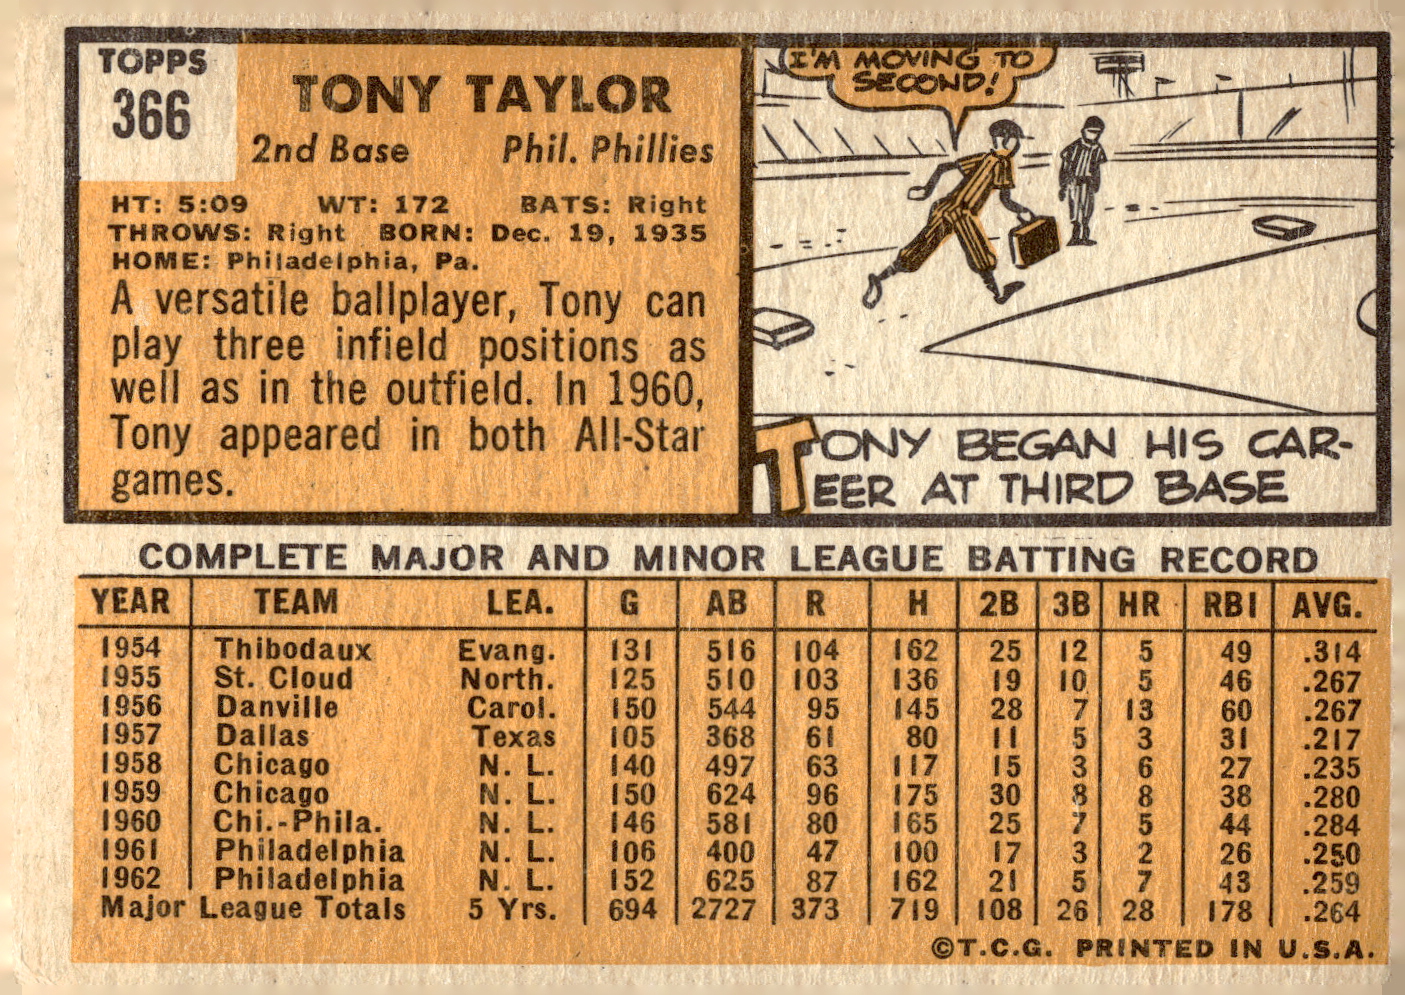 TOPPS
366
TONY TAYLOR
2nd Base Phil. Phillies
HT: 5:09 WT: 172 BATS: Right
THROWS: Right BORN: Dec. 19, 1935
HOME: Philadelphia, Pa.
A versatile ballplayer, Tony can
play three infield positions as
well as in the outfield. In 1960,
Tony appeared in both All-Star
games.
I'M MOVING TO
SECOND!
TONY BEGAN HIS CAR-
EER AT THIRD BASE
COMPLETE MAJOR AND MINOR LEAGUE BATTING RECORD
YEAR TEAM LEA. G AB R H 2B 3B HR RBI AVG.
1954 Thibodaux Evang. 131 516 104 162 25 12 5 49 .314
1955 St. Cloud North. 125 510 103 136 19 10 5 46 .267
1956 Danville Carol. 150 544 95 145 28 7 13 60 .267
1957 Dallas Texas 105 368 61 80 11 5 3 31 .217
1958 Chicago N. L. 140 497 63 117 15 3 6 27 .235
1959 Chicago N. L. 150 624 96 175 30 8 8 38 .280
1960 Chi.-Phila. N. L. 146 581 80 165 25 7 5 44 .284
1961 Philadelphia N. L. 106 400 47 100 17 3 2 26 .250
1962 Philadelphia N. L. 152 625 87 162 21 5 7 43 .259
Major League Totals 5 Yrs. 694 2727 373 719 108 26 28 178 .264
©T.C.G. PRINTED IN U.S.A.